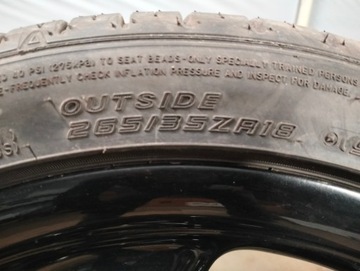 40 PSI (275KPA) TO SEAT BEADS-ONLY SPECIALLY TRAINED PERSONS
FREQUENTLY CHECK INFLATION PRESSURE AND INSPECT FOR DAMAGE.
OUTSIDE
265/35ZR18